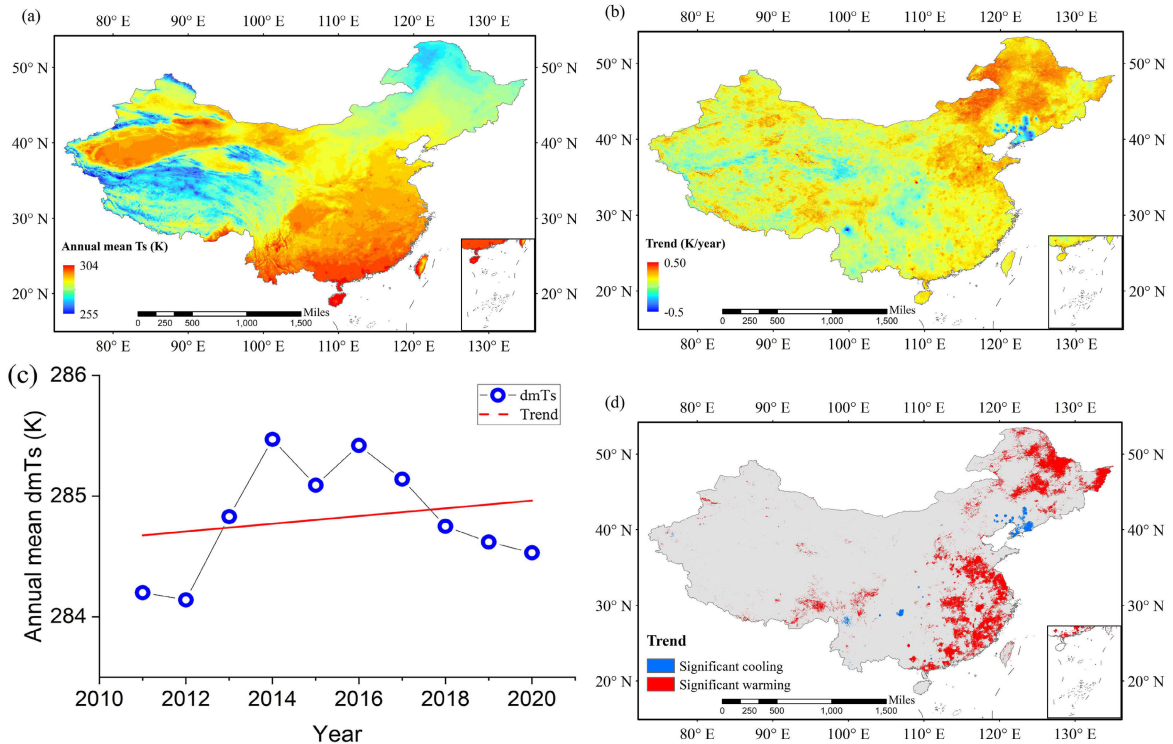 (a)
80° E 90° E 100° E 110° E 120° E 130° E
50° N 50° N
40° N 40° N
30° N 30° N
20° N 20° N
Annual mean Ts (K)
304
255
Miles
0 250 500 1,000 1,500
80° E 90° E 100° E 110° E 120° E 130° E
(b)
80° E 90° E 100° E 110° E 120° E 130° E
50° N 50° N
40° N 40° N
30° N 30° N
20° N 20° N
Trend (K/year)
0.50
-0.5
Miles
0 250 500 1,000 1,500
80° E 90° E 100° E 110° E 120° E 130° E
(c)
286
285
284
Annual mean dmTs (K)
dmTs
Trend
2010 2012 2014 2016 2018 2020
Year
(d)
80° E 90° E 100° E 110° E 120° E 130° E
50° N 50° N
40° N 40° N
30° N 30° N
20° N 20° N
Trend
Significant cooling
Significant warming
Miles
0 250 500 1,000 1,500
80° E 90° E 100° E 110° E 120° E 130° E